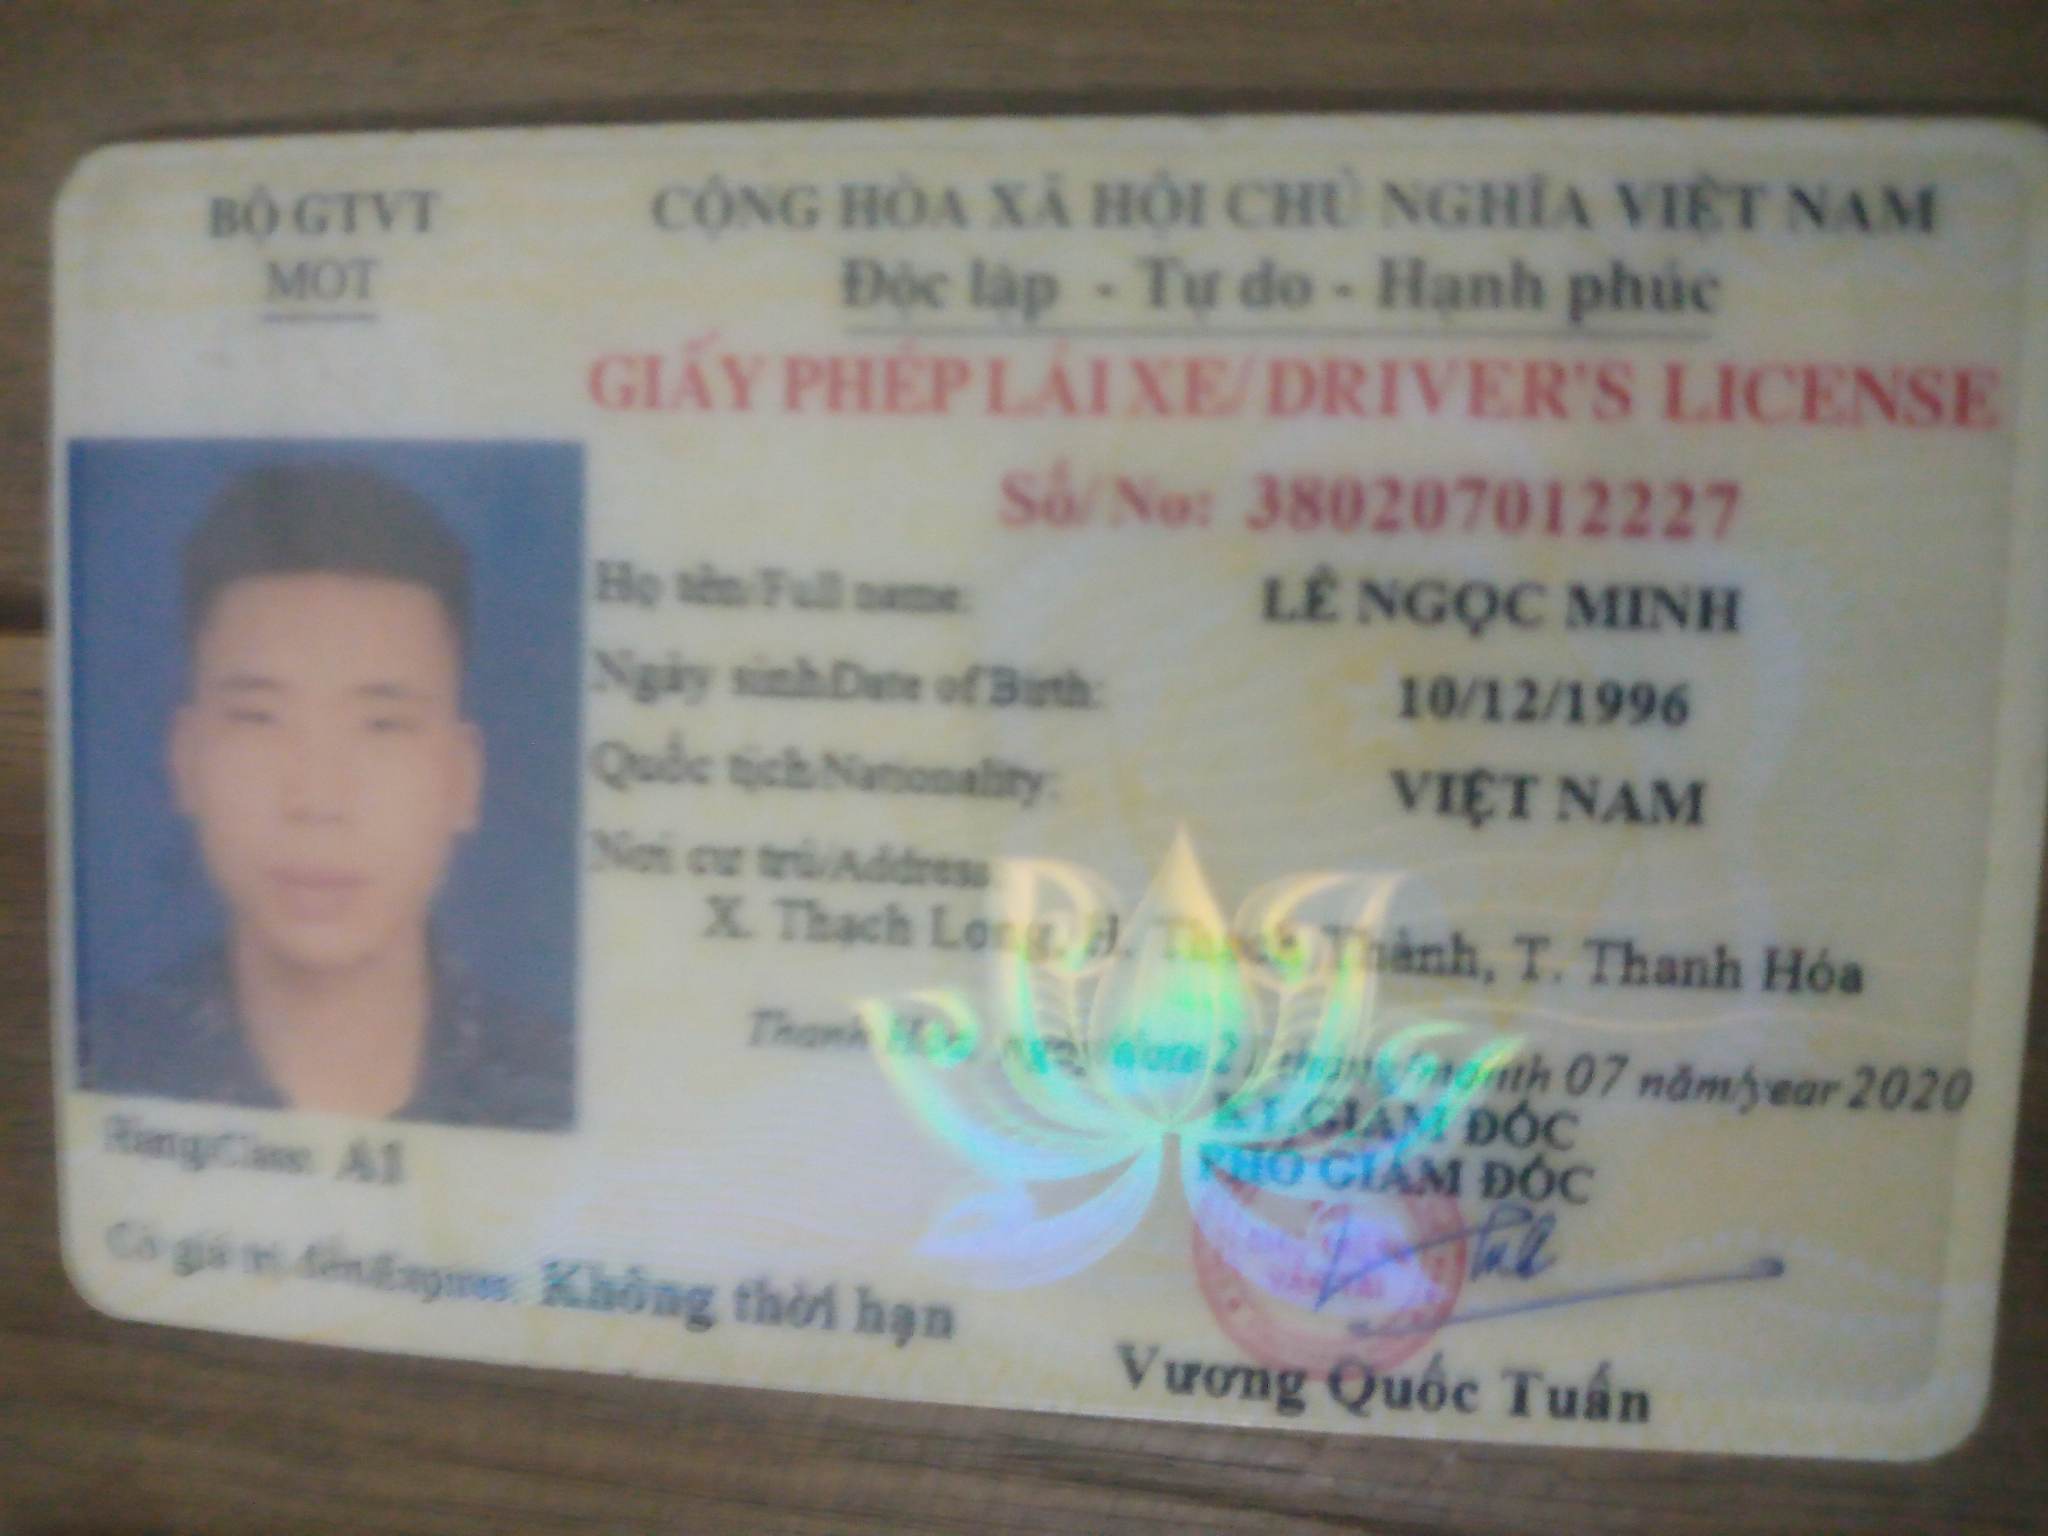 BỘ GTVT
MOT
CỘNG HÒA XÃ HỘI CHỦ NGHĨA VIỆT NAM
Độc lập - Tự do - Hạnh phúc
GIẤY PHÉP LÁI XE/DRIVER'S LICENSE
Số/No: 380207012227
Họ tên/Full name: LÊ NGỌC MINH
Ngày sinh/Date of Birth: 10/12/1996
Quốc tịch/Nationality: VIỆT NAM
Nơi cư trú/Address:
X. Thạch Long, H. Thạch Thành, T. Thanh Hóa
Thanh Hóa, ngày/date tháng/month 07 năm/year 2020
KT. GIÁM ĐỐC
PHÓ GIÁM ĐỐC
Hạng/Class: A1
Có giá trị đến/Expires: Không thời hạn
VẬN TẢI
Vương Quốc Tuấn